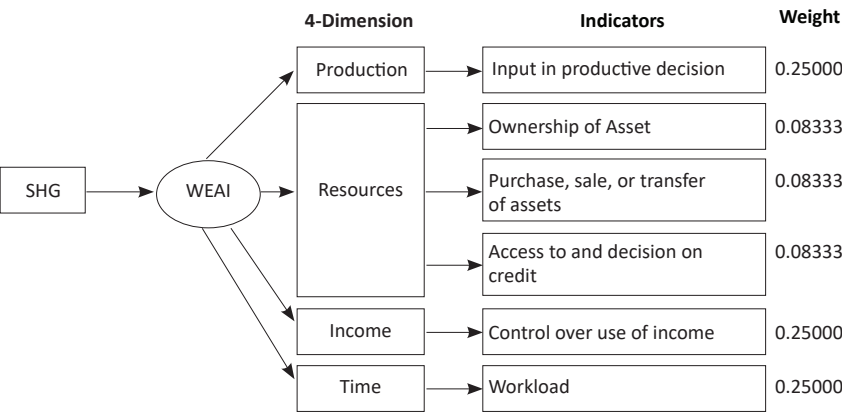 4-Dimension Indicators Weight
Production Input in productive decision 0.25000
Ownership of Asset 0.08333
SHG WEAI Resources Purchase, sale, or transfer
of assets 0.08333
Access to and decision on
credit 0.08333
Income Control over use of income 0.25000
Time Workload 0.25000